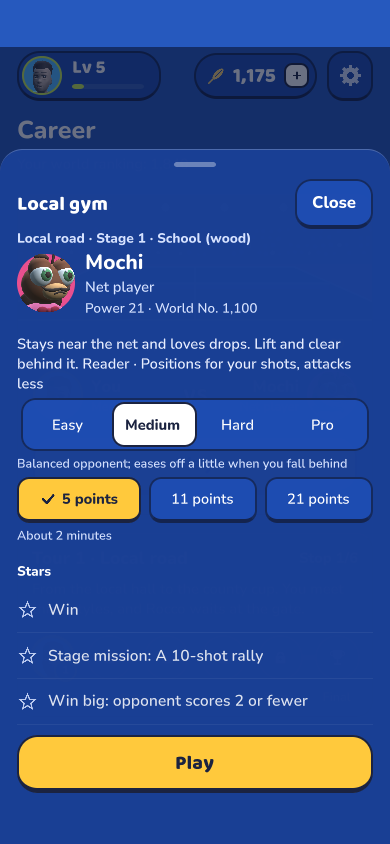 Lv 5
1,175
+
Career
Local gym
Close
Local road · Stage 1 · School (wood)
Mochi
Net player
Power 21 · World No. 1,100
Stays near the net and loves drops. Lift and clear
behind it. Reader · Positions for your shots, attacks
less
Easy
Medium
Hard
Pro
Balanced opponent; eases off a little when you fall behind
5 points
11 points
21 points
About 2 minutes
Stars
Win
Stage mission: A 10-shot rally
Win big: opponent scores 2 or fewer
Play